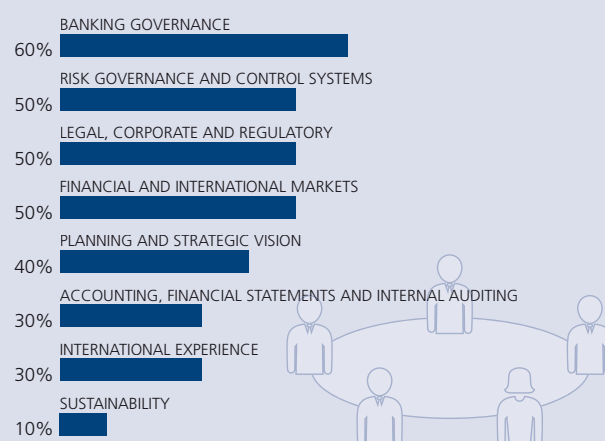 BANKING GOVERNANCE
60%
RISK GOVERNANCE AND CONTROL SYSTEMS
50%
LEGAL, CORPORATE AND REGULATORY
50%
FINANCIAL AND INTERNATIONAL MARKETS
50%
PLANNING AND STRATEGIC VISION
40%
ACCOUNTING, FINANCIAL STATEMENTS AND INTERNAL AUDITING
30%
INTERNATIONAL EXPERIENCE
30%
SUSTAINABILITY
10%